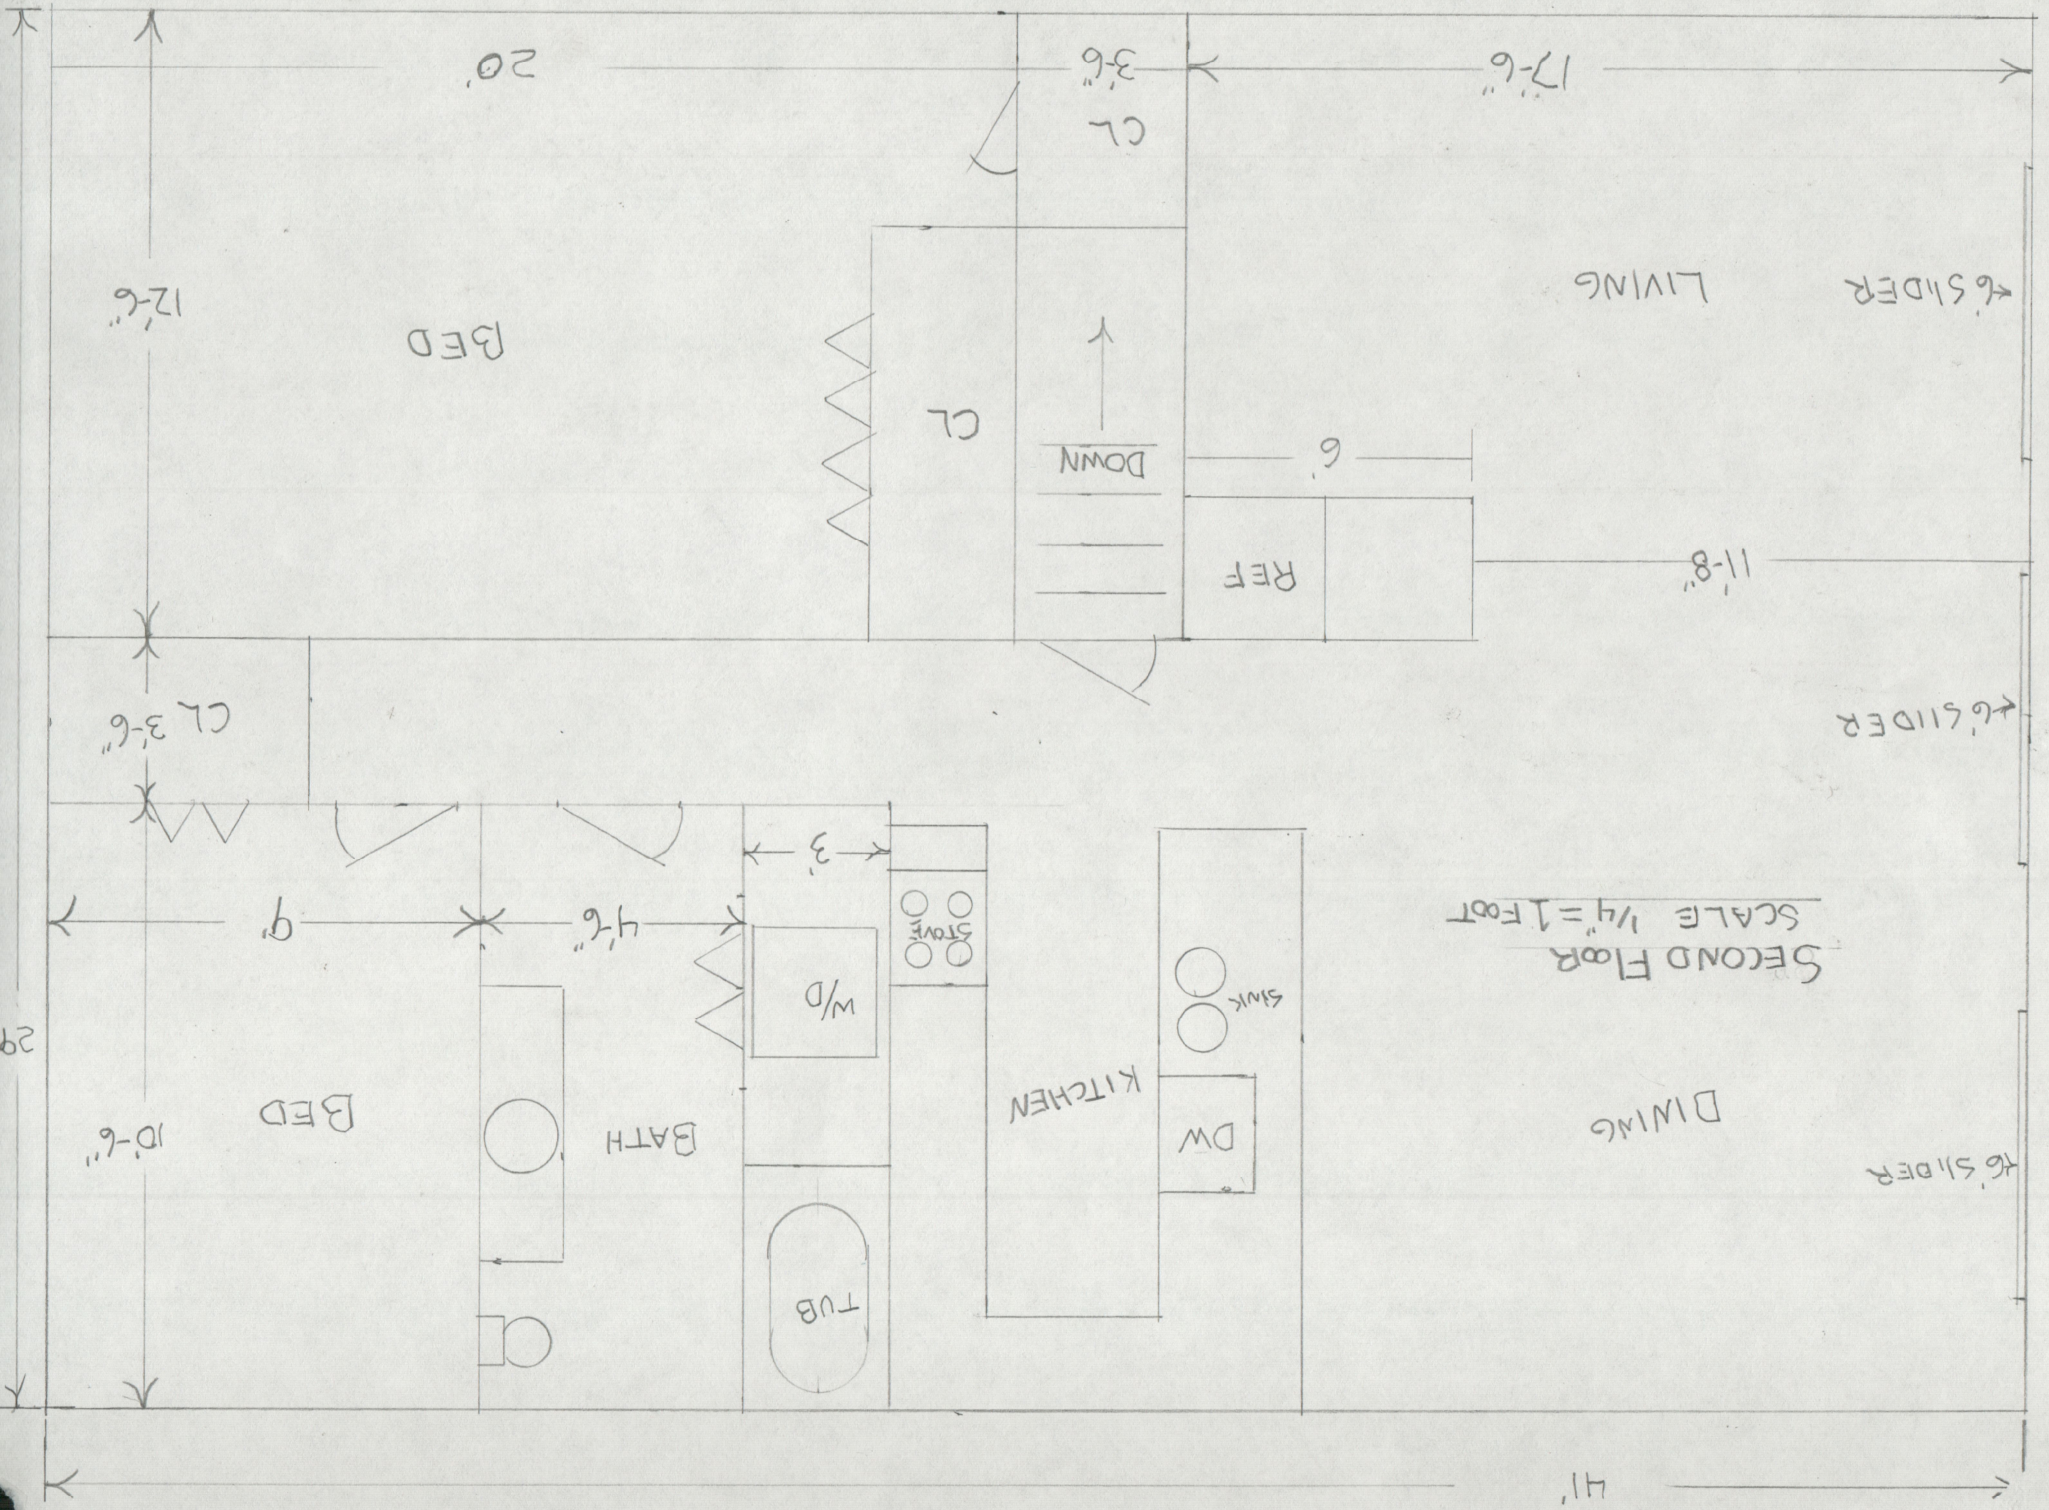 41'
TUB
6' SLIDER
DINING
KITCHEN
DW
BATH
BED
10'-6"
29
SINK
W/D
SECOND FLOOR
SCALE 1/4" = 1 FOOT
STOVE
4'-6"
9'
3'
6' SLIDER
CL 3'-6"
11'-8"
REF
6'
DOWN
CL
BED
12'-6"
6' SLIDER
LIVING
CL
17'-6"
3'-6"
20'